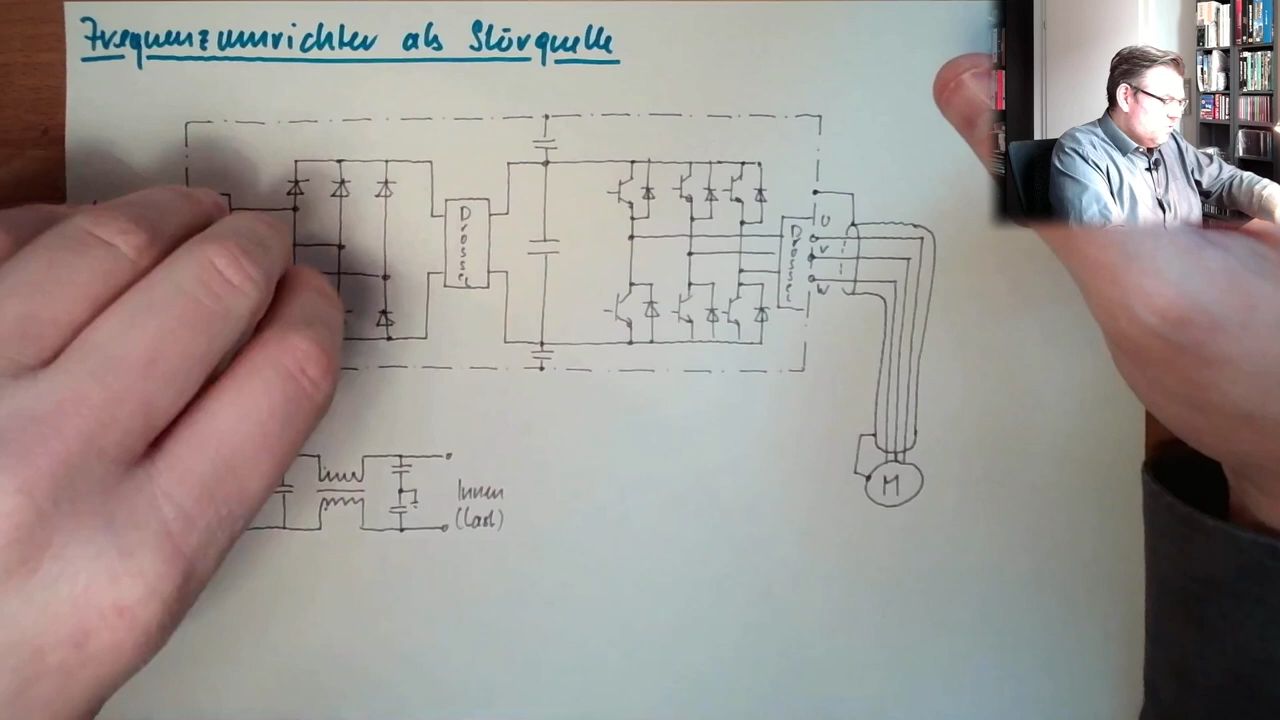 Frequenzumrichter als Störquelle
Drossel
Drossel
U
V
W
M
Innen
(Last)